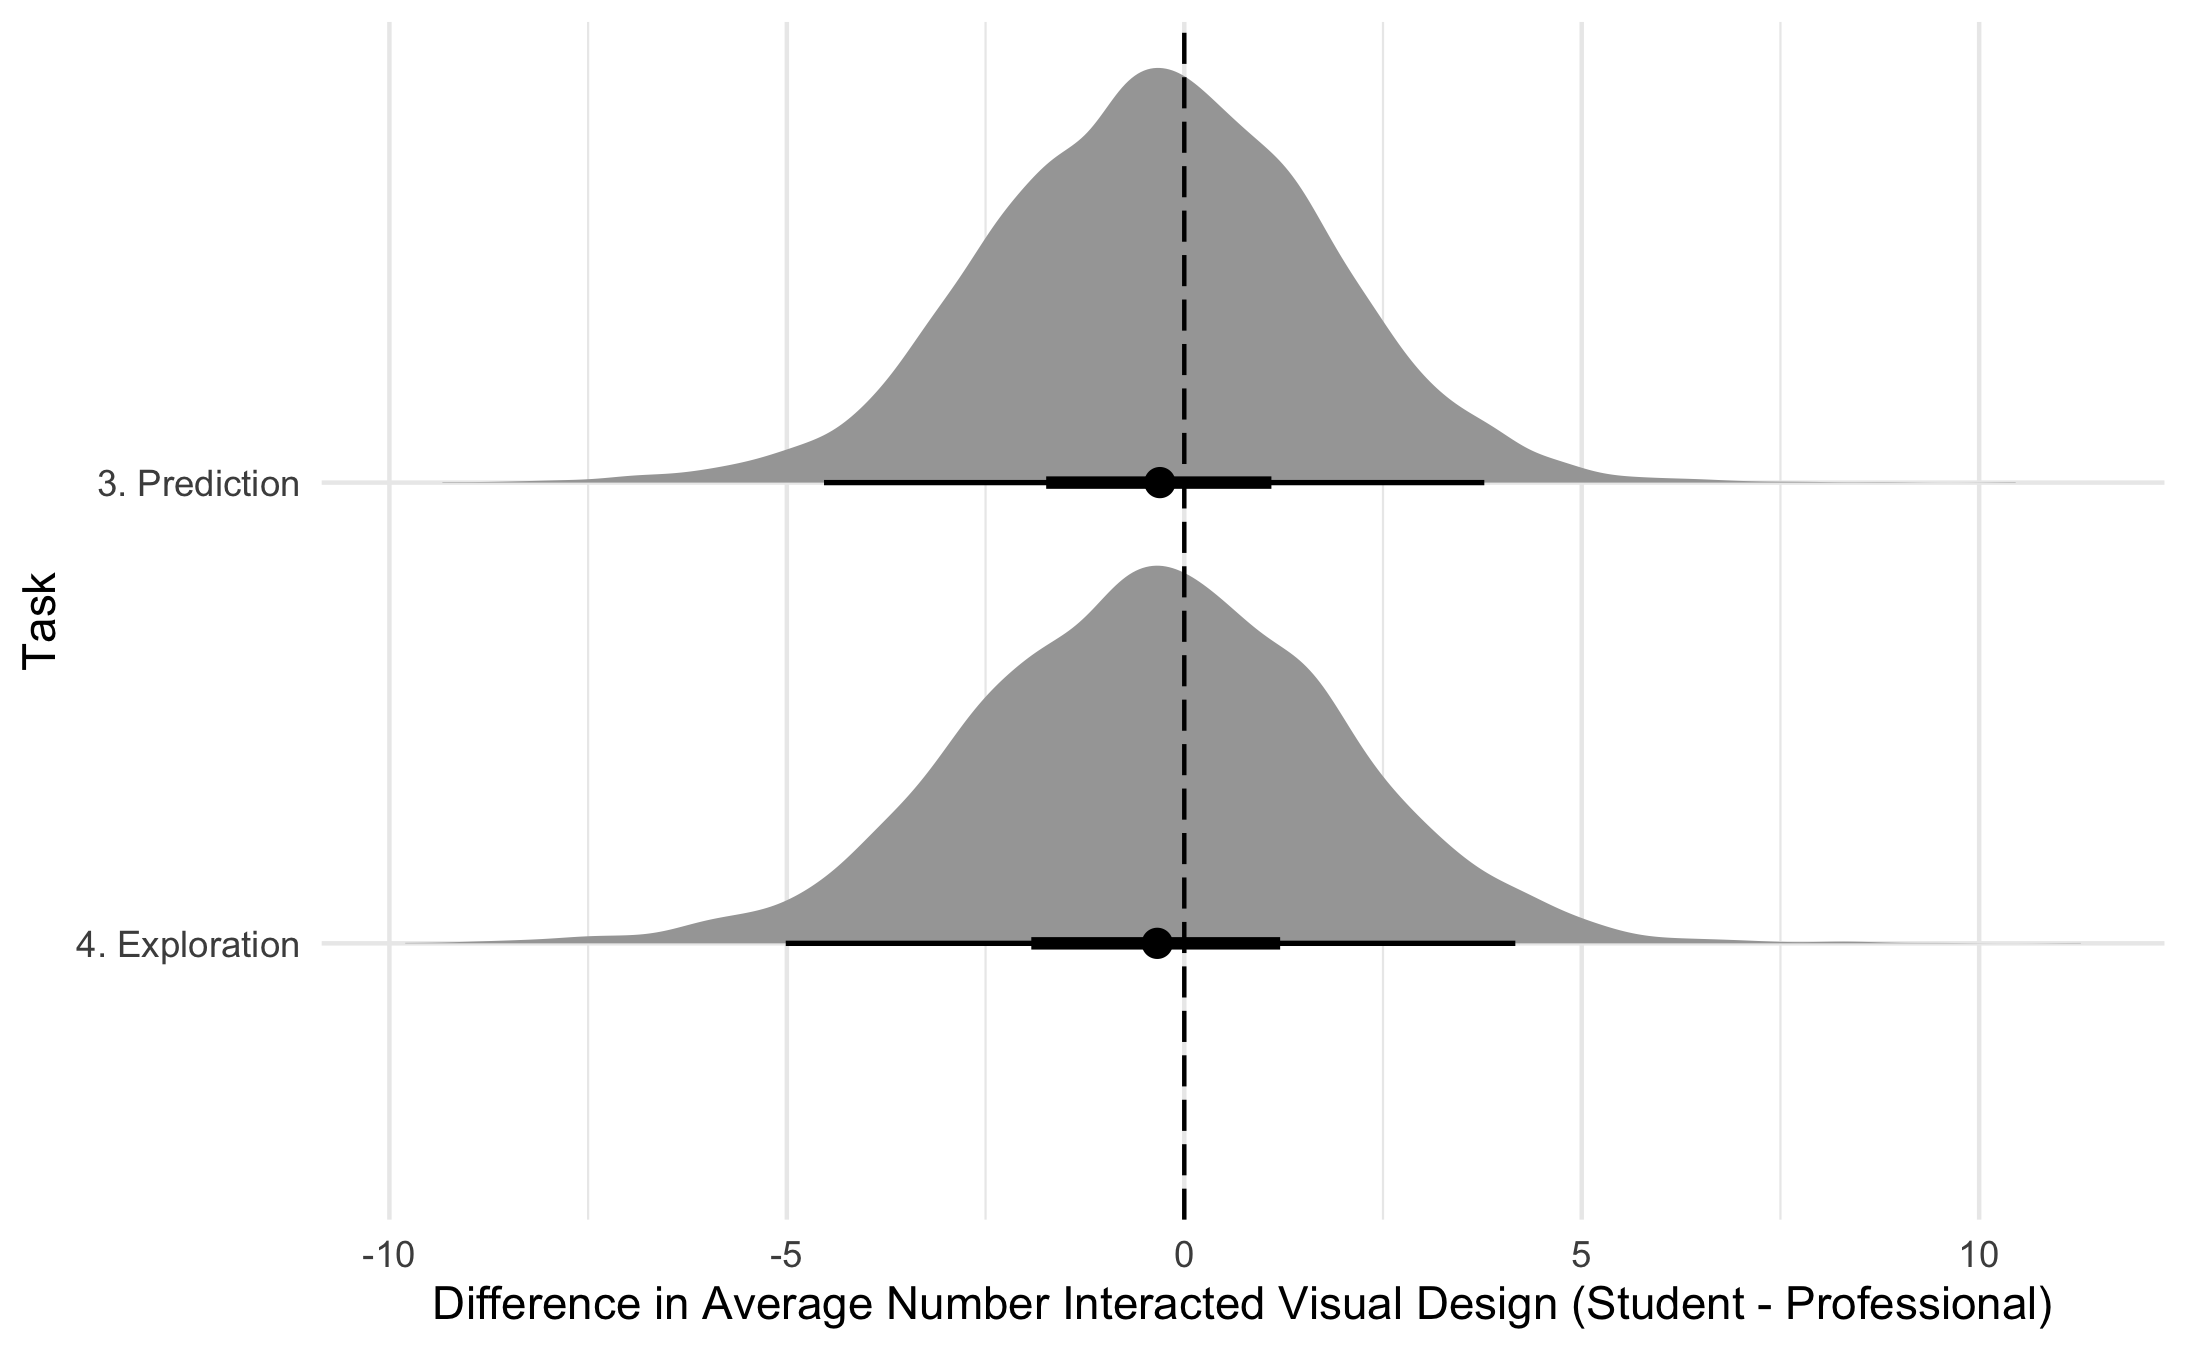 3. Prediction
Task
4. Exploration
-10 -5 0 5 10
Difference in Average Number Interacted Visual Design (Student - Professional)